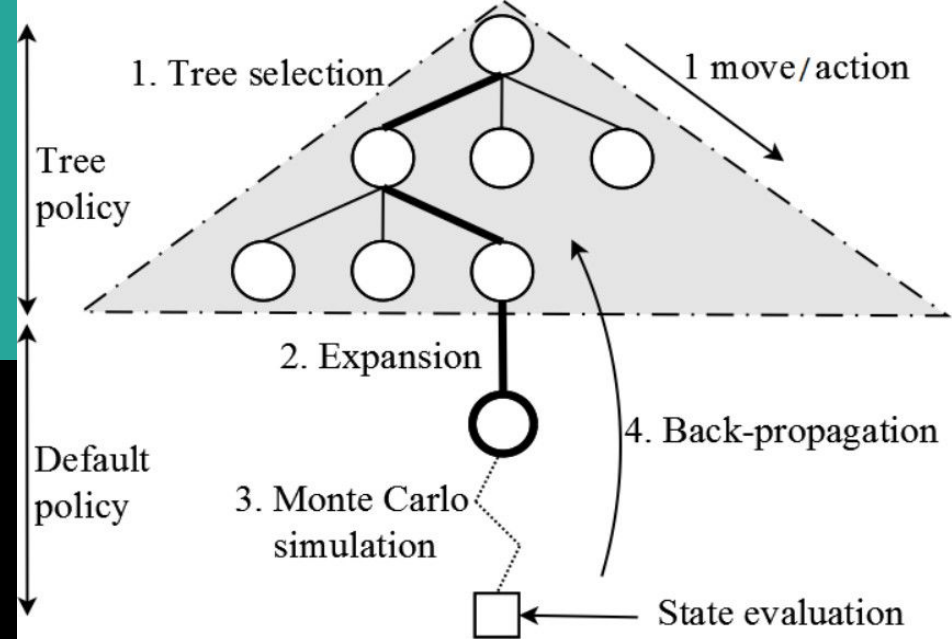 1. Tree selection
1 move/action
Tree
policy
2. Expansion
4. Back-propagation
Default
policy
3. Monte Carlo
simulation
State evaluation